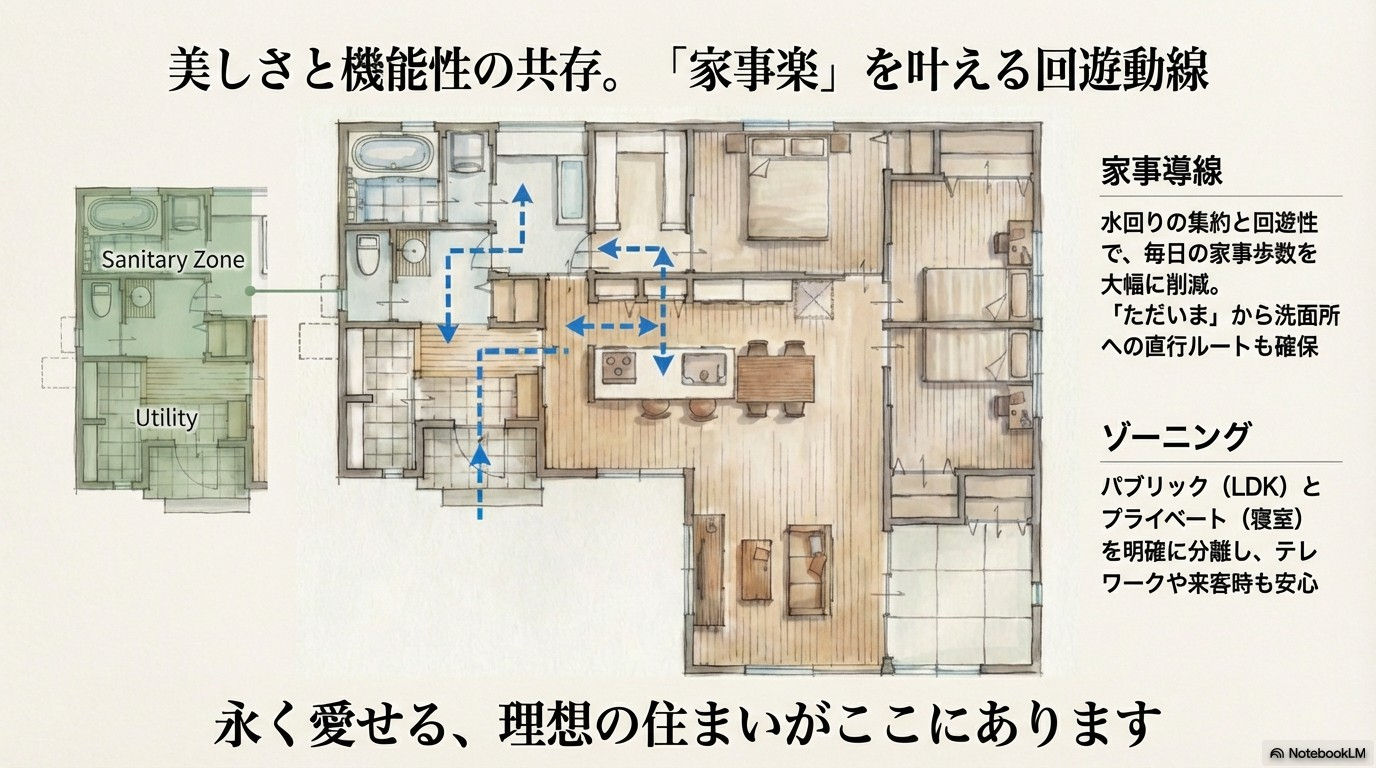 美しさと機能性の共存。「家事楽」を叶える回遊動線
Sanitary Zone
Utility
家事導線
水回りの集約と回遊性
で、毎日の家事歩数を
大幅に削減。
「ただいま」から洗面所
への直行ルートも確保
ゾーニング
パブリック（LDK）と
プライベート（寝室）
を明確に分離し、テレ
ワークや来客時も安心
永く愛せる、理想の住まいがここにあります
NotebookLM